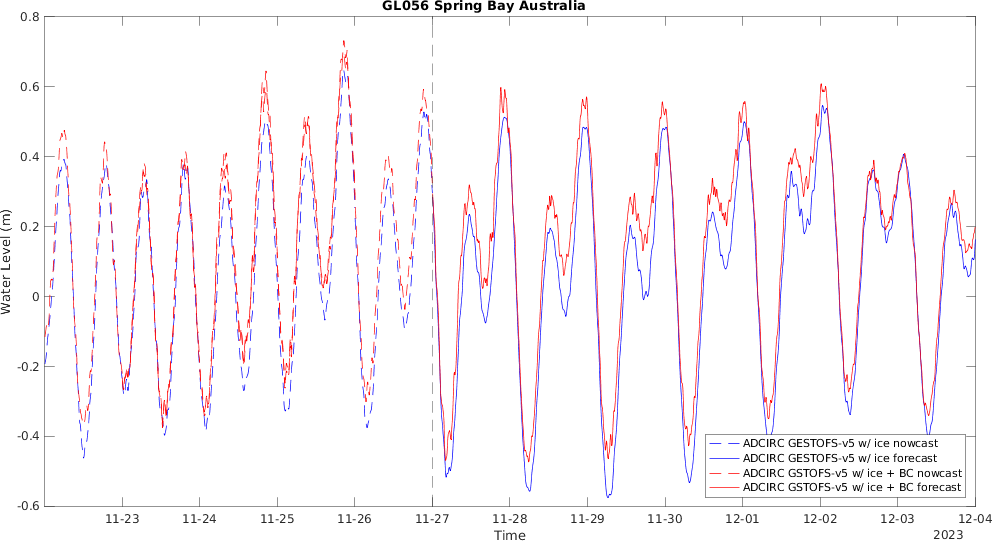 GL056 Spring Bay Australia
0.8
0.6
0.4
0.2
0
-0.2
-0.4
-0.6
Water Level (m)
ADCIRC GESTOFS-v5 w/ ice nowcast
ADCIRC GESTOFS-v5 w/ ice forecast
ADCIRC GSTOFS-v5 w/ ice + BC nowcast
ADCIRC GSTOFS-v5 w/ ice + BC forecast
11-23 11-24 11-25 11-26 11-27 11-28 11-29 11-30 12-01 12-02 12-03 12-04
Time
2023